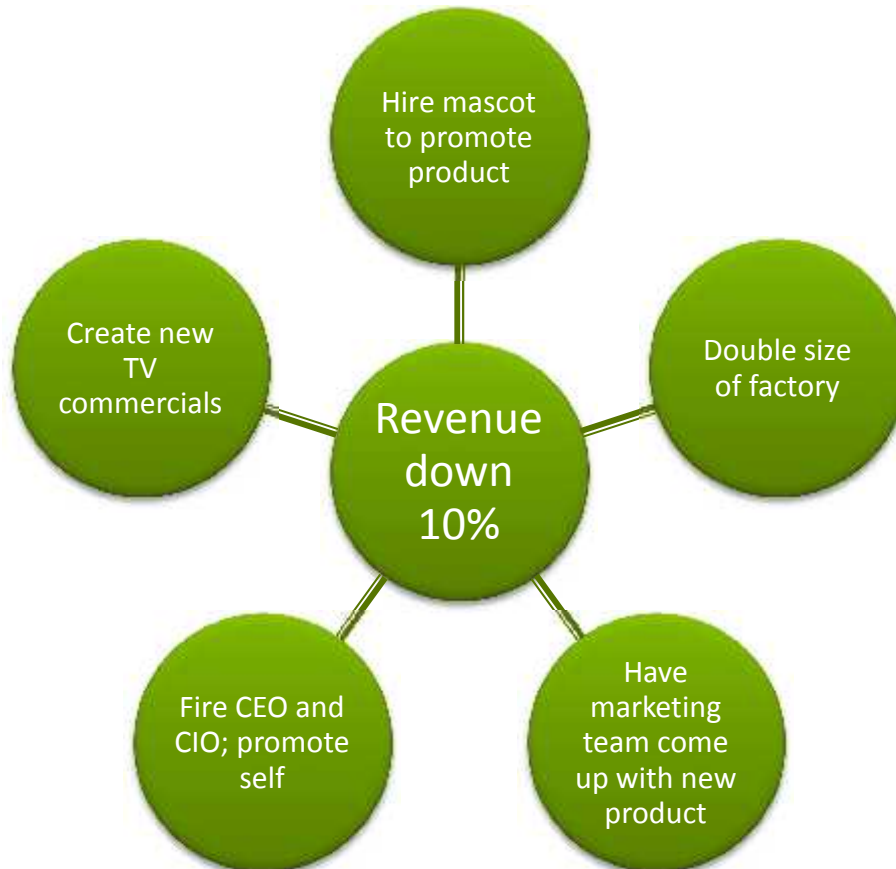 Hire mascot
to promote
product
Create new
TV
commercials
Double size
of factory
Revenue
down
10%
Fire CEO and
CIO; promote
self
Have
marketing
team come
up with new
product